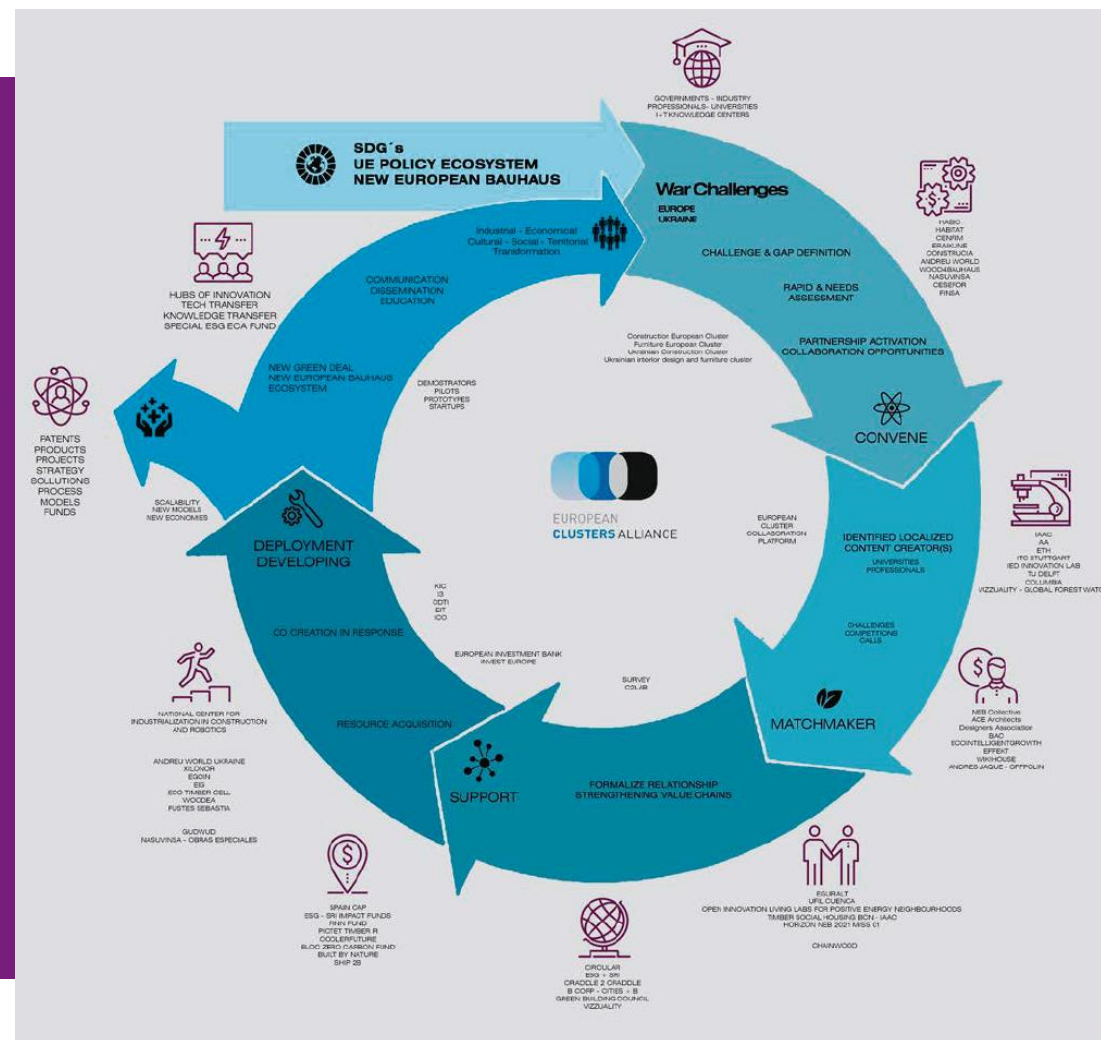 GOVERNMENTS - INDUSTRY
PROFESSIONALS- UNIVERSITIES
I+T KNOWLEDGE CENTERS
SDG´s
UE POLICY ECOSYSTEM
NEW EUROPEAN BAUHAUS
War Challenges
EUROPE
UKRAINE
HABITAT
CENFIM
ERAIKUNE
CONSTRUCIA
ANDREU WORLD
WOOD4BAUHAUS
NASUVINSA
CESEFOR
FINSA
Industrial - Economical
Cultural - Social - Territorial
Transformation
CHALLENGE & GAP DEFINITION
RAPID & NEEDS
ASSESSMENT
PARTNERSHIP ACTIVATION
COLLABORATION OPPORTUNITIES
CONVENE
COMMUNICATION
DISSEMINATION
EDUCATION
HUBS OF INNOVATION
TECH TRANSFER
KNOWLEDGE TRANSFER
SPECIAL ESG ECA FUND
Construction European Cluster
Furniture European Cluster
Ukrainian Construction Cluster
Ukrainian interior design and furniture cluster
NEW GREEN DEAL
NEW EUROPEAN BAUHAUS
ECOSYSTEM
DEMOSTRATORS
PILOTS
PROTOTYPES
STARTUPS
PATENTS
PRODUCTS
PROJECTS
STRATEGY
SOLLUTIONS
PROCESS
MODELS
FUNDS
SCALABILITY
NEW MODELS
NEW ECONOMIES
EUROPEAN
CLUSTERS ALLIANCE
EUROPEAN
CLUSTER
COLLABORATION
PLATFORM
IDENTIFIED LOCALIZED
CONTENT CREATOR(S)
UNIVERSITIES
PROFESSIONALS
IAAC
AA
ETH
ITC STUTTGART
IED INNOVATION LAB
TU DELFT
COLUMBIA
VIZZUALITY - GLOBAL FOREST WATC
CHALLENGES
COMPETITIONS
CALLS
MATCHMAKER
NEB Collective
ACE Architects
Designers Association
BAC
ECOINTELLIGENTGROWTH
EFFEKT
WIKIHOUSE
ANDRES JAQUE - OFFPOLIN
DEPLOYMENT
DEVELOPING
KIC
I3
CDTI
EIT
ICO
CO CREATION IN RESPONSE
EUROPEAN INVESTMENT BANK
INVEST EUROPE
SURVEY
RESOURCE ACQUISITION
SUPPORT
FORMALIZE RELATIONSHIP
STRENGTHENING VALUE CHAINS
NATIONAL CENTER FOR
INDUSTRIALIZATION IN CONSTRUCTION
AND ROBOTICS
ANDREU WORLD UKRAINE
XILONOR
EGOIN
EIG
EGO TIMBER CELL
WOODEA
FUSTES SEBASTIA
GUDWUD
NASUVINSA - OBRAS ESPECIALES
SPAIN CAP
ESG - SRI IMPACT FUNDS
FINN FUND
PICTET TIMBER R
COOLERFUTURE
BLOC ZERO CARBON FUND
BUILT BY NATURE
SHIP 2B
CIRCULAR
ESG + SRI
CRADDLE 2 CRADDLE
B CORP - CITIES + B
GREEN BUILDING COUNCIL
VIZZUALITY
EGURALT
UFIL CUENCA
OPEN INNOVATION LIVING LABS FOR POSITIVE ENERGY NEIGHBOURHOODS
TIMBER SOCIAL HOUSING BCN - IAAC
HORIZON NEB 2021 MISS 01
CHAINWOOD